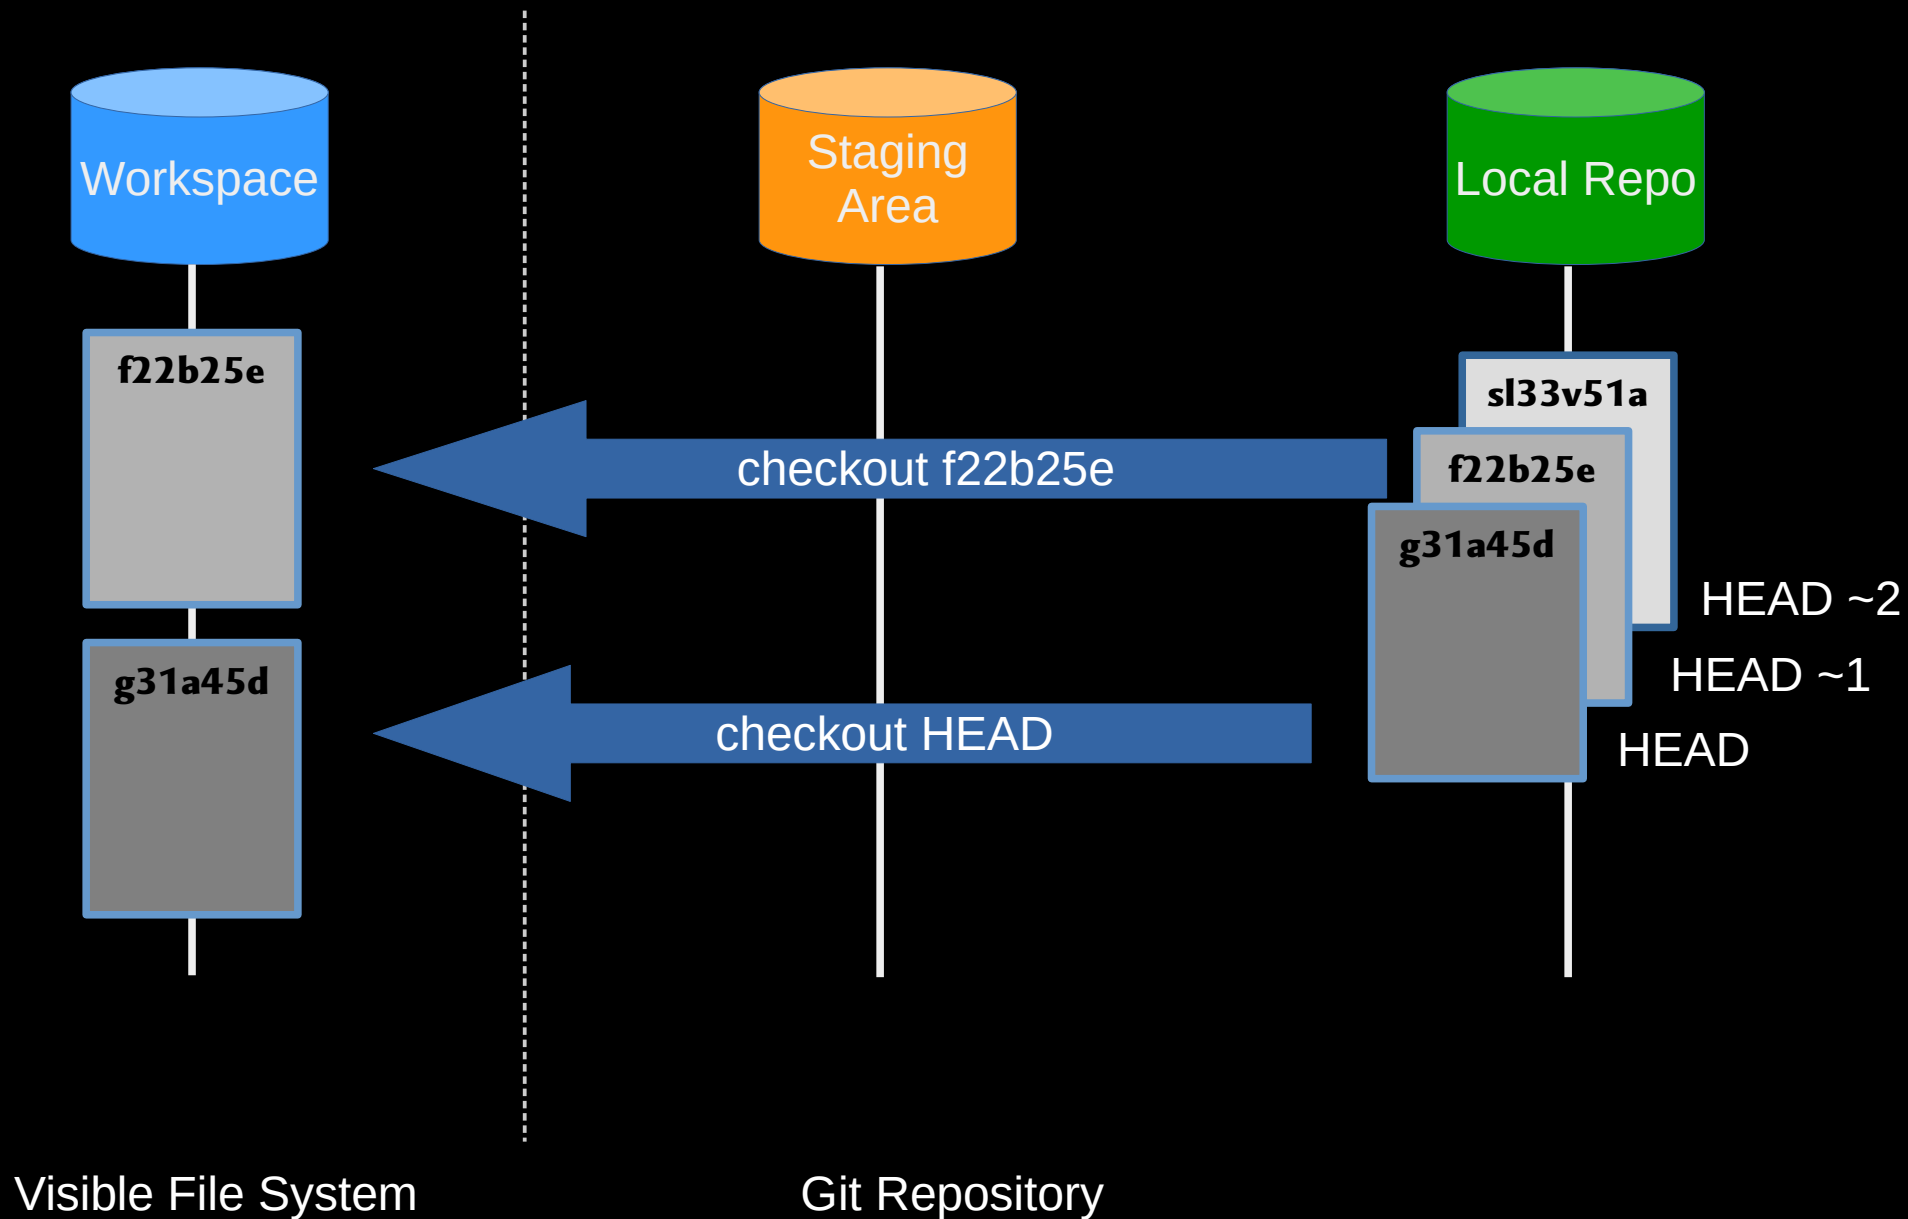 Workspace
Staging
Area
Local Repo
f22b25e
sl33v51a
checkout f22b25e
f22b25e
g31a45d
HEAD ~2
g31a45d
HEAD ~1
checkout HEAD
HEAD
Visible File System
Git Repository